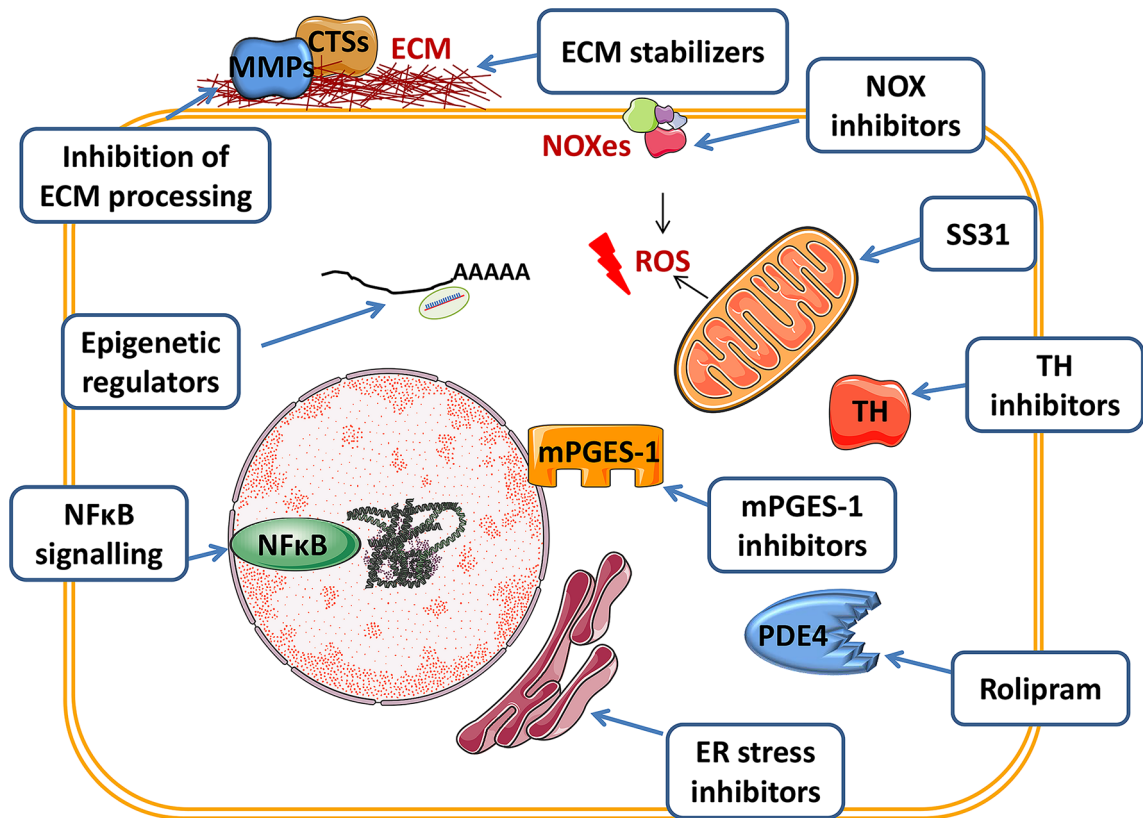 CTSs
MMPs
ECM
ECM stabilizers
NOX
inhibitors
NOXes
Inhibition of
ECM processing
SS31
ROS
AAAAA
Epigenetic
regulators
TH
inhibitors
TH
mPGES-1
mPGES-1
inhibitors
NFκB
signalling
NFκB
PDE4
Rolipram
ER stress
inhibitors